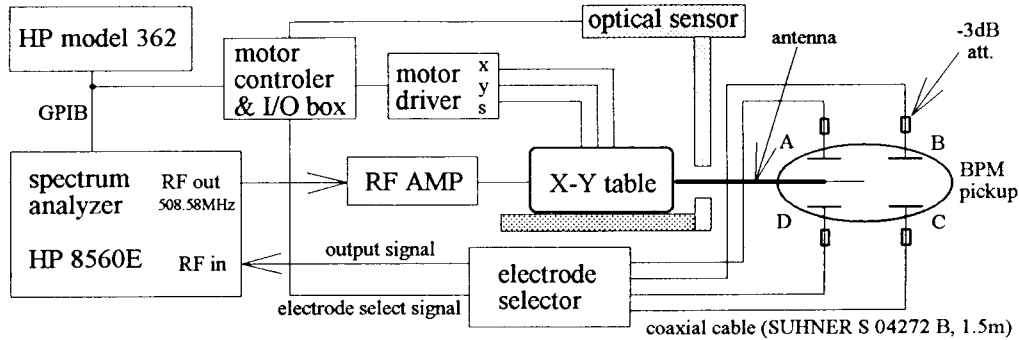 HP model 362
GPIB
motor
controler
& I/O box
motor
driver
x
y
s
optical sensor
antenna
-3dB
att.
spectrum
analyzer
HP 8560E
RF out
508.58MHz
RF in
RF AMP
X-Y table
A
B
C
D
BPM
pickup
output signal
electrode select signal
electrode
selector
coaxial cable (SUHNER S 04272 B, 1.5m)